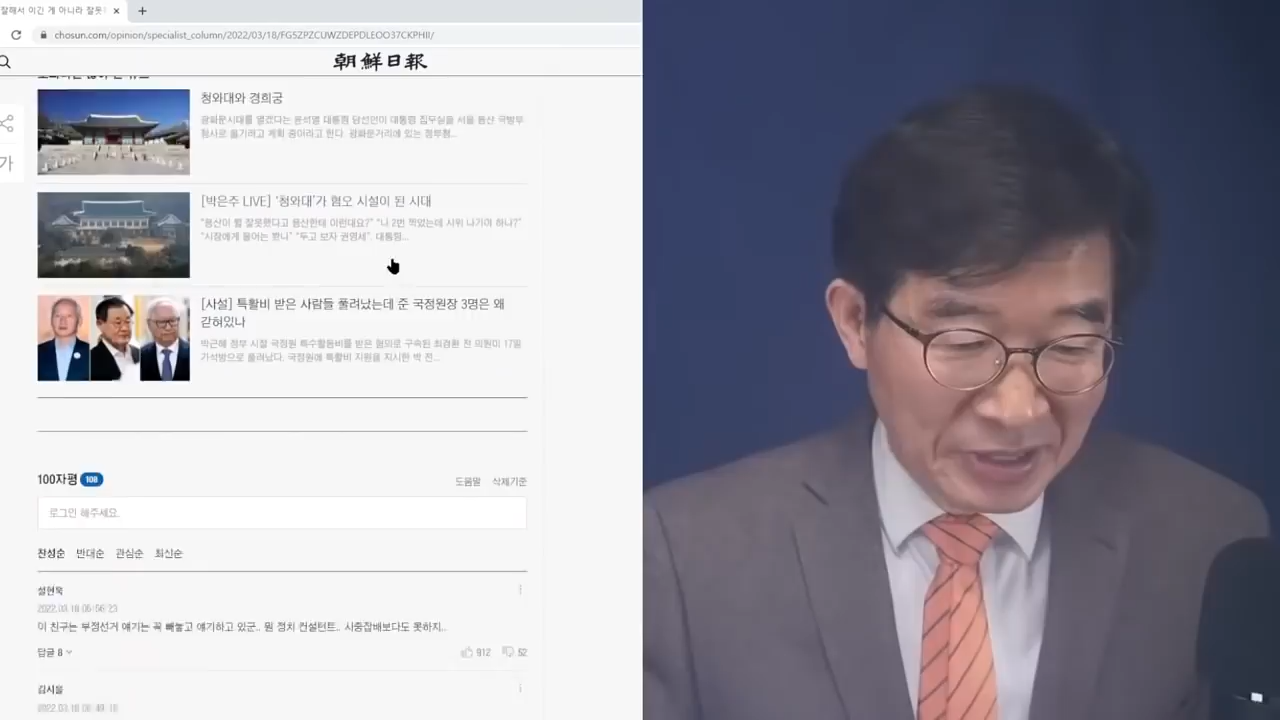 잘해서 이긴 게 아니라 잘못
chosun.com/opinion/specialist_column/2022/03/18/FGSZPZCUWZDEPDLEOO37CKPHII/
朝鮮日報
청와대와 경희궁
광화문시대를 열겠다는 윤석열 대통령 당선인이 대통령 집무실을 서울 용산 국방부
청사로 옮기려고 계획 중이라고 한다. 광화문거리에 있는 정부청...
가
[박은주 LIVE] ‘청와대’가 혐오 시설이 된 시대
“용산이 뭘 잘못했다고 용산한테 이런대요?” “나 2번 찍었는데 시위 나가야 하나?”
“시장에게 물어는 봤나” “두고 보자 권영세”. 대통령...
[사설] 특활비 받은 사람들 풀려났는데 준 국정원장 3명은 왜
갇혀있나
박근혜 정부 시절 국정원 특수활동비를 받은 혐의로 구속된 최경환 전 의원이 17일
가석방으로 풀려났다. 국정원에 특활비 지원을 지시한 박 전...
100자평 108
도움말 삭제기준
로그인 해주세요.
찬성순 반대순 관심순 최신순
설현욱
2022.03.18 06:56:23
이 친구는 부정선거 얘기는 꼭 빼놓고 얘기하고 있군.. 뭔 정치 컨설턴트.. 시중잡배보다도 못하지..
답글 8
912 52
김시을
2022.03.18